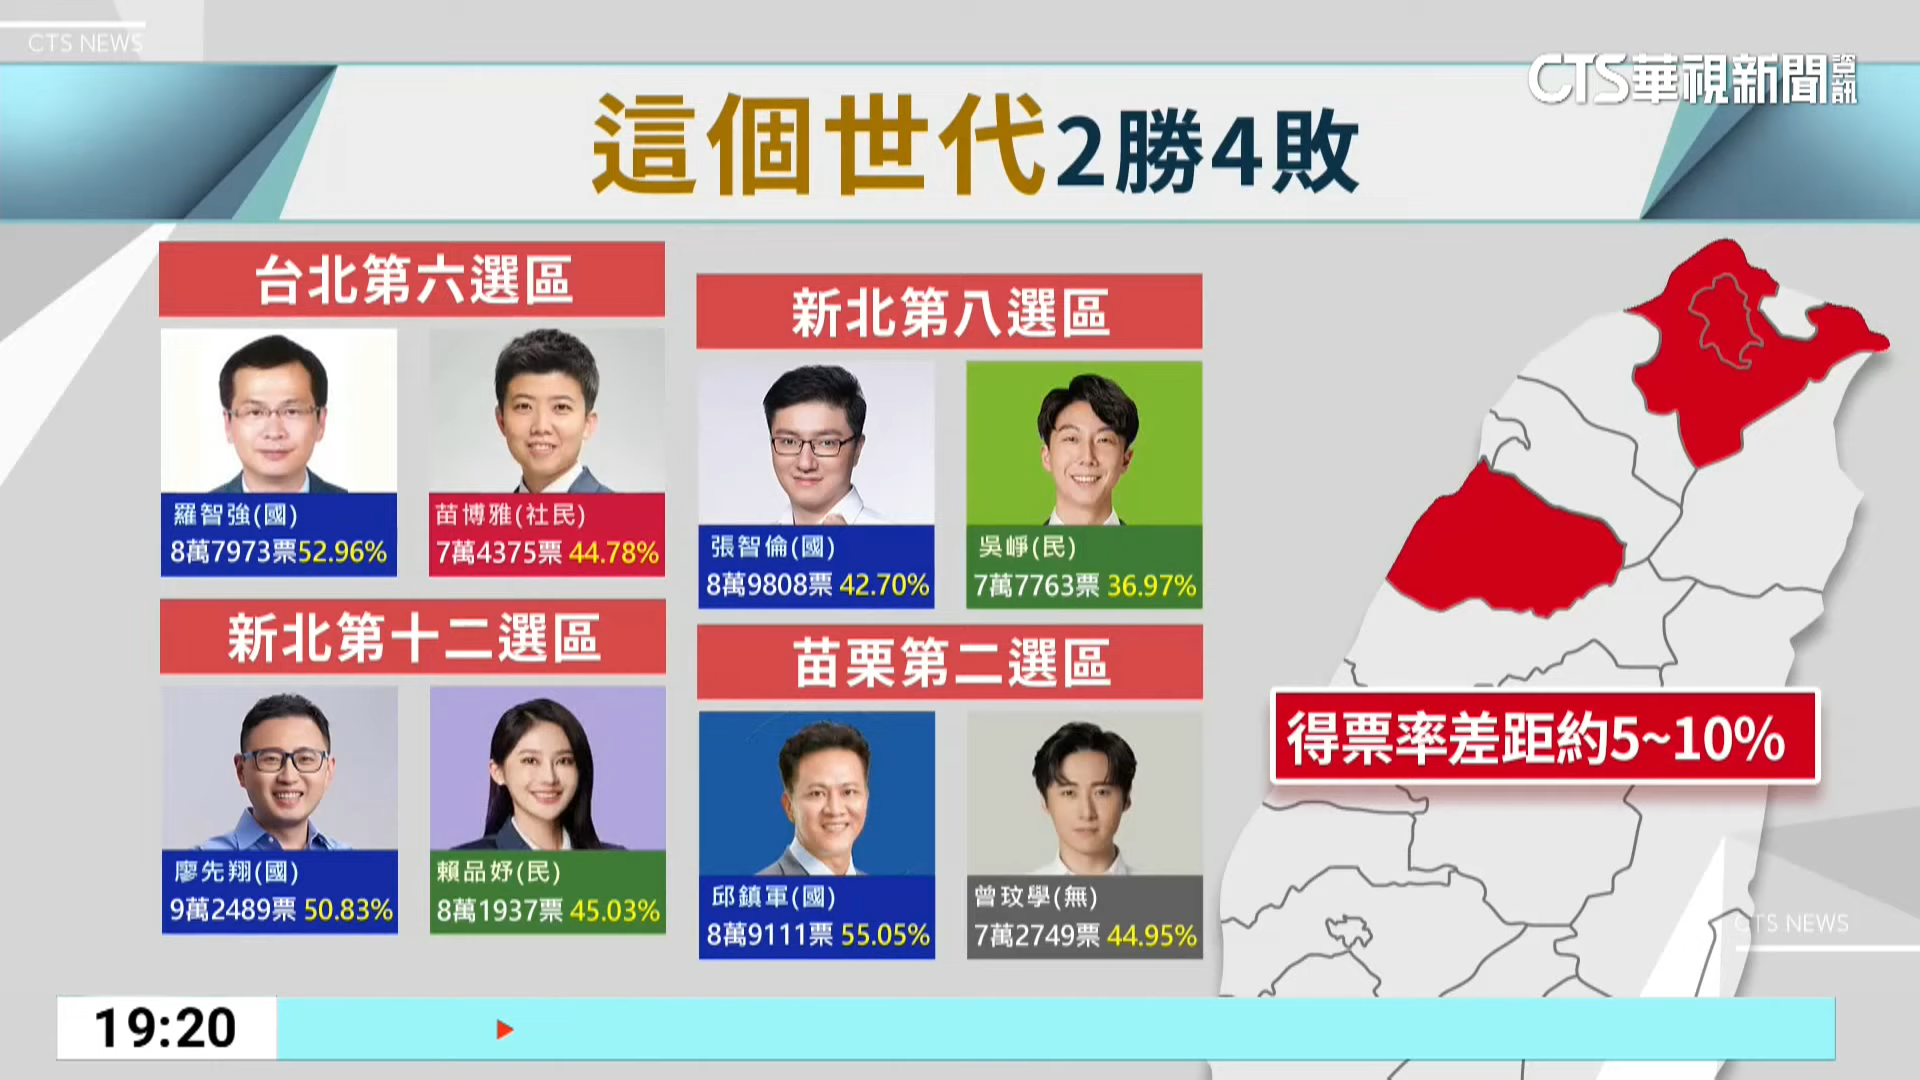 CTS NEWS
CTS華視新聞資訊
這個世代2勝4敗
台北第六選區
羅智強(國)
8萬7973票52.96%
苗博雅(社民)
7萬4375票 44.78%
新北第八選區
張智倫(國)
8萬9808票 42.70%
吳崢(民)
7萬7763票 36.97%
新北第十二選區
廖先翔(國)
9萬2489票 50.83%
賴品妤(民)
8萬1937票 45.03%
苗栗第二選區
邱鎮軍(國)
8萬9111票 55.05%
曾玟學(無)
7萬2749票 44.95%
得票率差距約5~10%
CTS NEWS
19:20